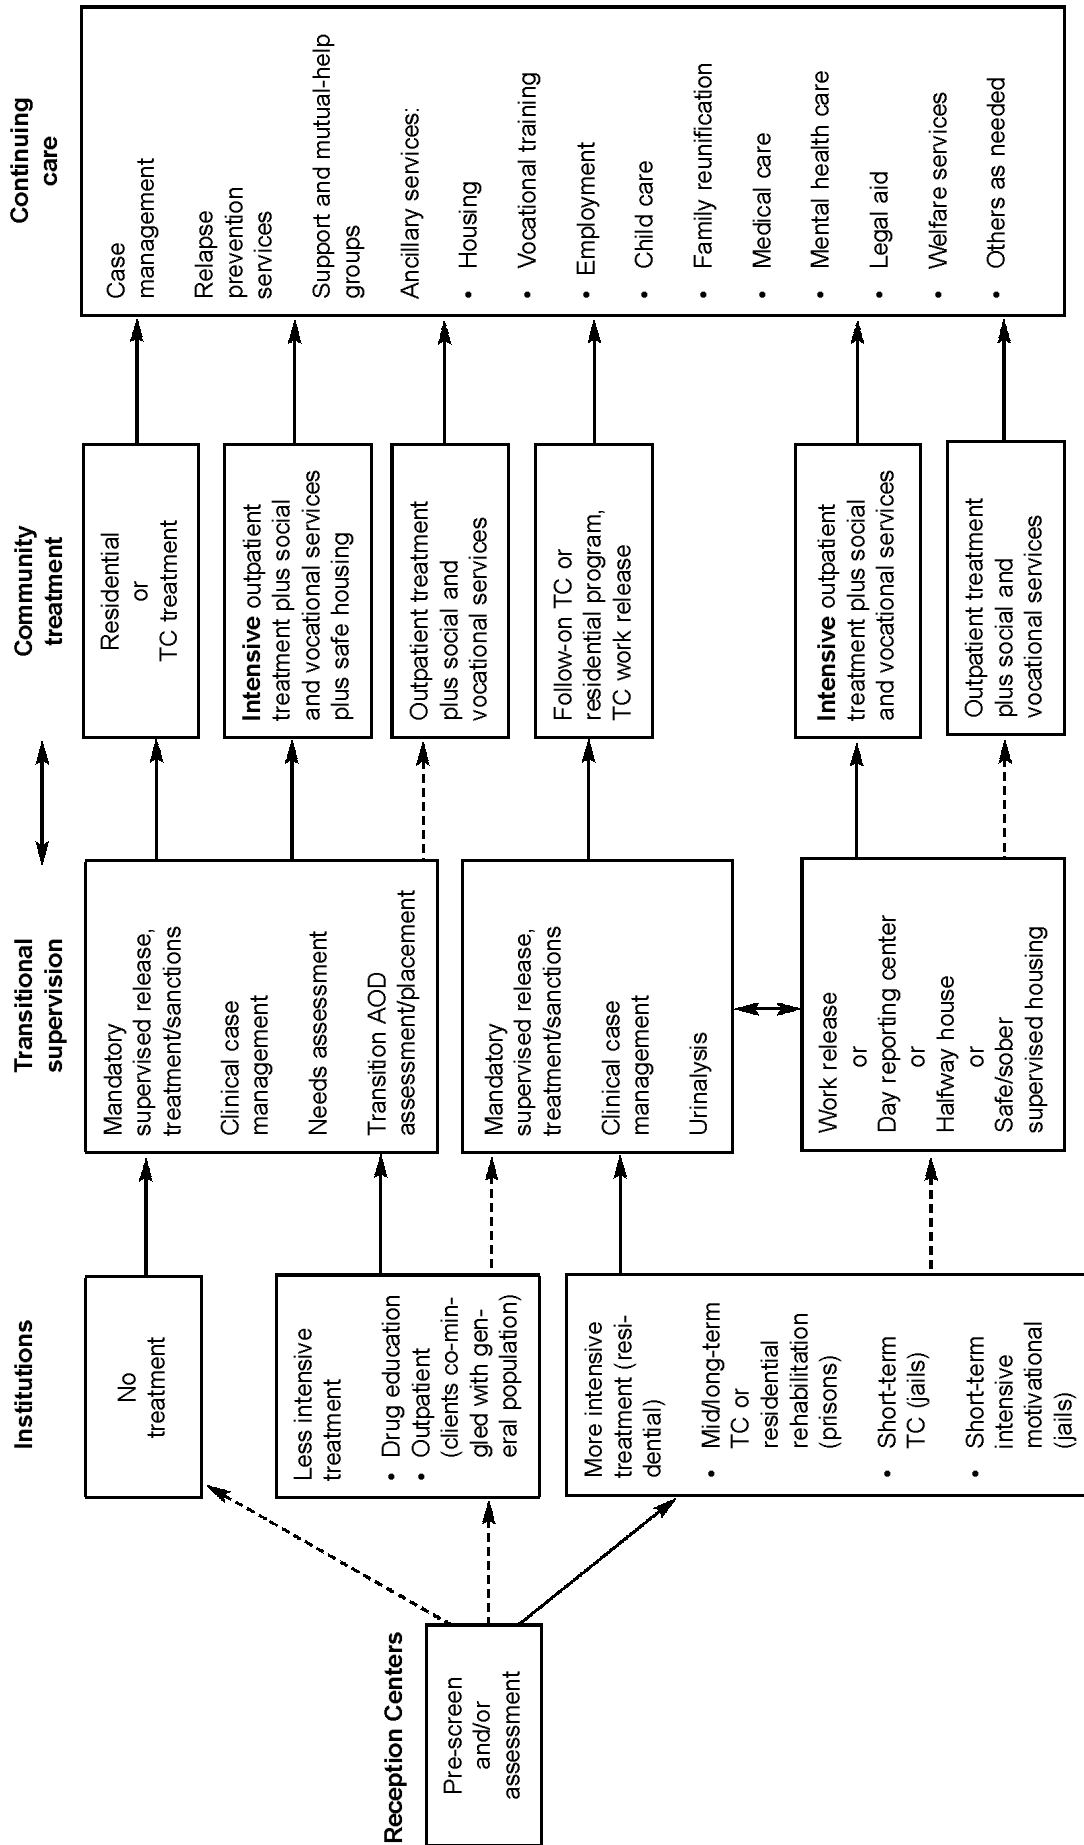 Reception Centers
Pre-screen
and/or
assessment
Institutions
No
treatment
Less intensive
treatment
• Drug education
• Outpatient
(clients co-min-
gled with gen-
eral population)
More intensive
treatment (resi-
dential)
• Mid/long-term
TC or
residential
rehabilitation
(prisons)
• Short-term
TC (jails)
• Short-term
intensive
motivational
(jails)
Transitional
supervision
Mandatory
supervised release,
treatment/sanctions
Clinical case
management
Needs assessment
Transition AOD
assessment/placement
Mandatory
supervised release,
treatment/sanctions
Clinical case
management
Urinalysis
Work release
or
Day reporting center
or
Halfway house
or
Safe/sober
supervised housing
Community
treatment
Residential
or
TC treatment
Intensive outpatient
treatment plus social
and vocational services
plus safe housing
Outpatient treatment
plus social and
vocational services
Follow-on TC or
residential program,
TC work release
Intensive outpatient
treatment plus social
and vocational services
Outpatient treatment
plus social and
vocational services
Continuing
care
Case
management
Relapse
prevention
services
Support and mutual-help
groups
Ancillary services:
• Housing
• Vocational training
• Employment
• Child care
• Family reunification
• Medical care
• Mental health care
• Legal aid
• Welfare services
• Others as needed